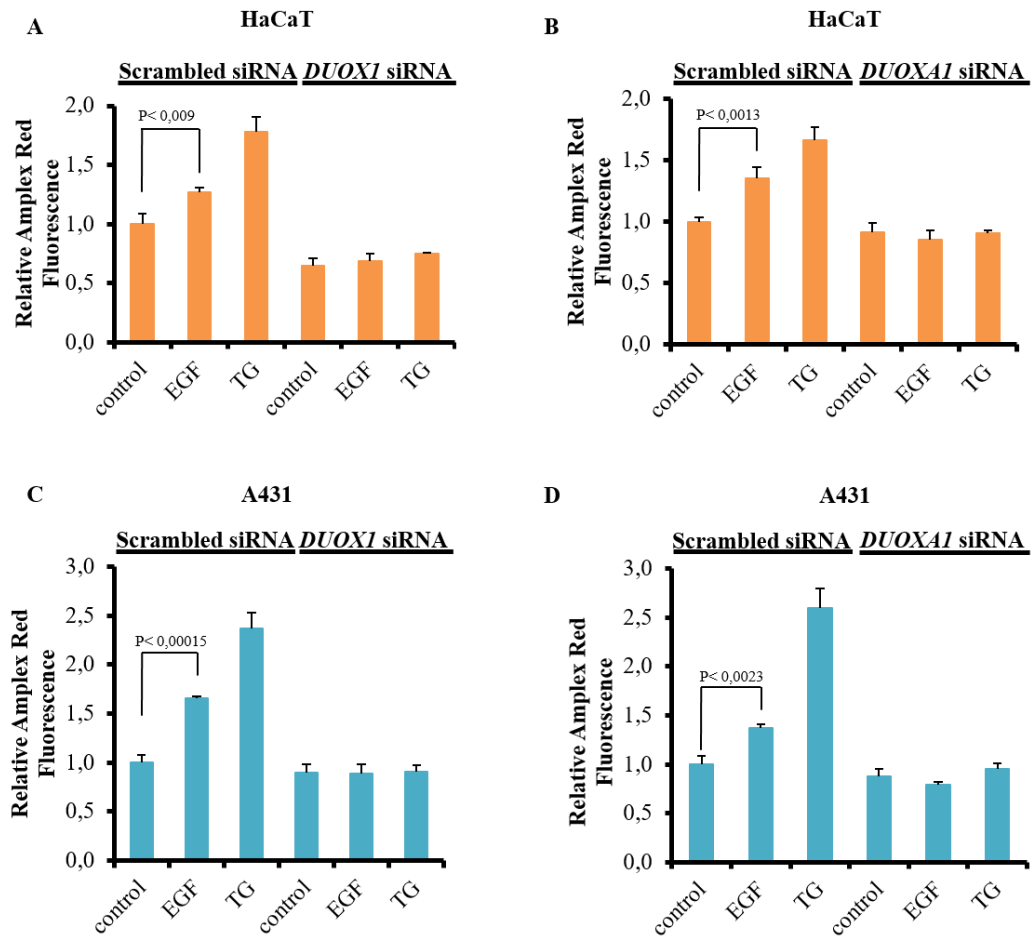 A
HaCaT
Scrambled siRNA DUOX1 siRNA
Relative Amplex Red
Fluorescence
2,0
1,5
1,0
0,5
0,0
P< 0,009
control
EGF
TG
control
EGF
TG
B
HaCaT
Scrambled siRNA DUOXA1 siRNA
Relative Amplex Red
Fluorescence
2,0
1,5
1,0
0,5
0,0
P< 0,0013
control
EGF
TG
control
EGF
TG
C
A431
Scrambled siRNA DUOX1 siRNA
Relative Amplex Red
Fluorescence
3,0
2,5
2,0
1,5
1,0
0,5
0,0
P< 0,00015
control
EGF
TG
control
EGF
TG
D
A431
Scrambled siRNA DUOXA1 siRNA
Relative Amplex Red
Fluorescence
3,0
2,5
2,0
1,5
1,0
0,5
0,0
P< 0,0023
control
EGF
TG
control
EGF
TG